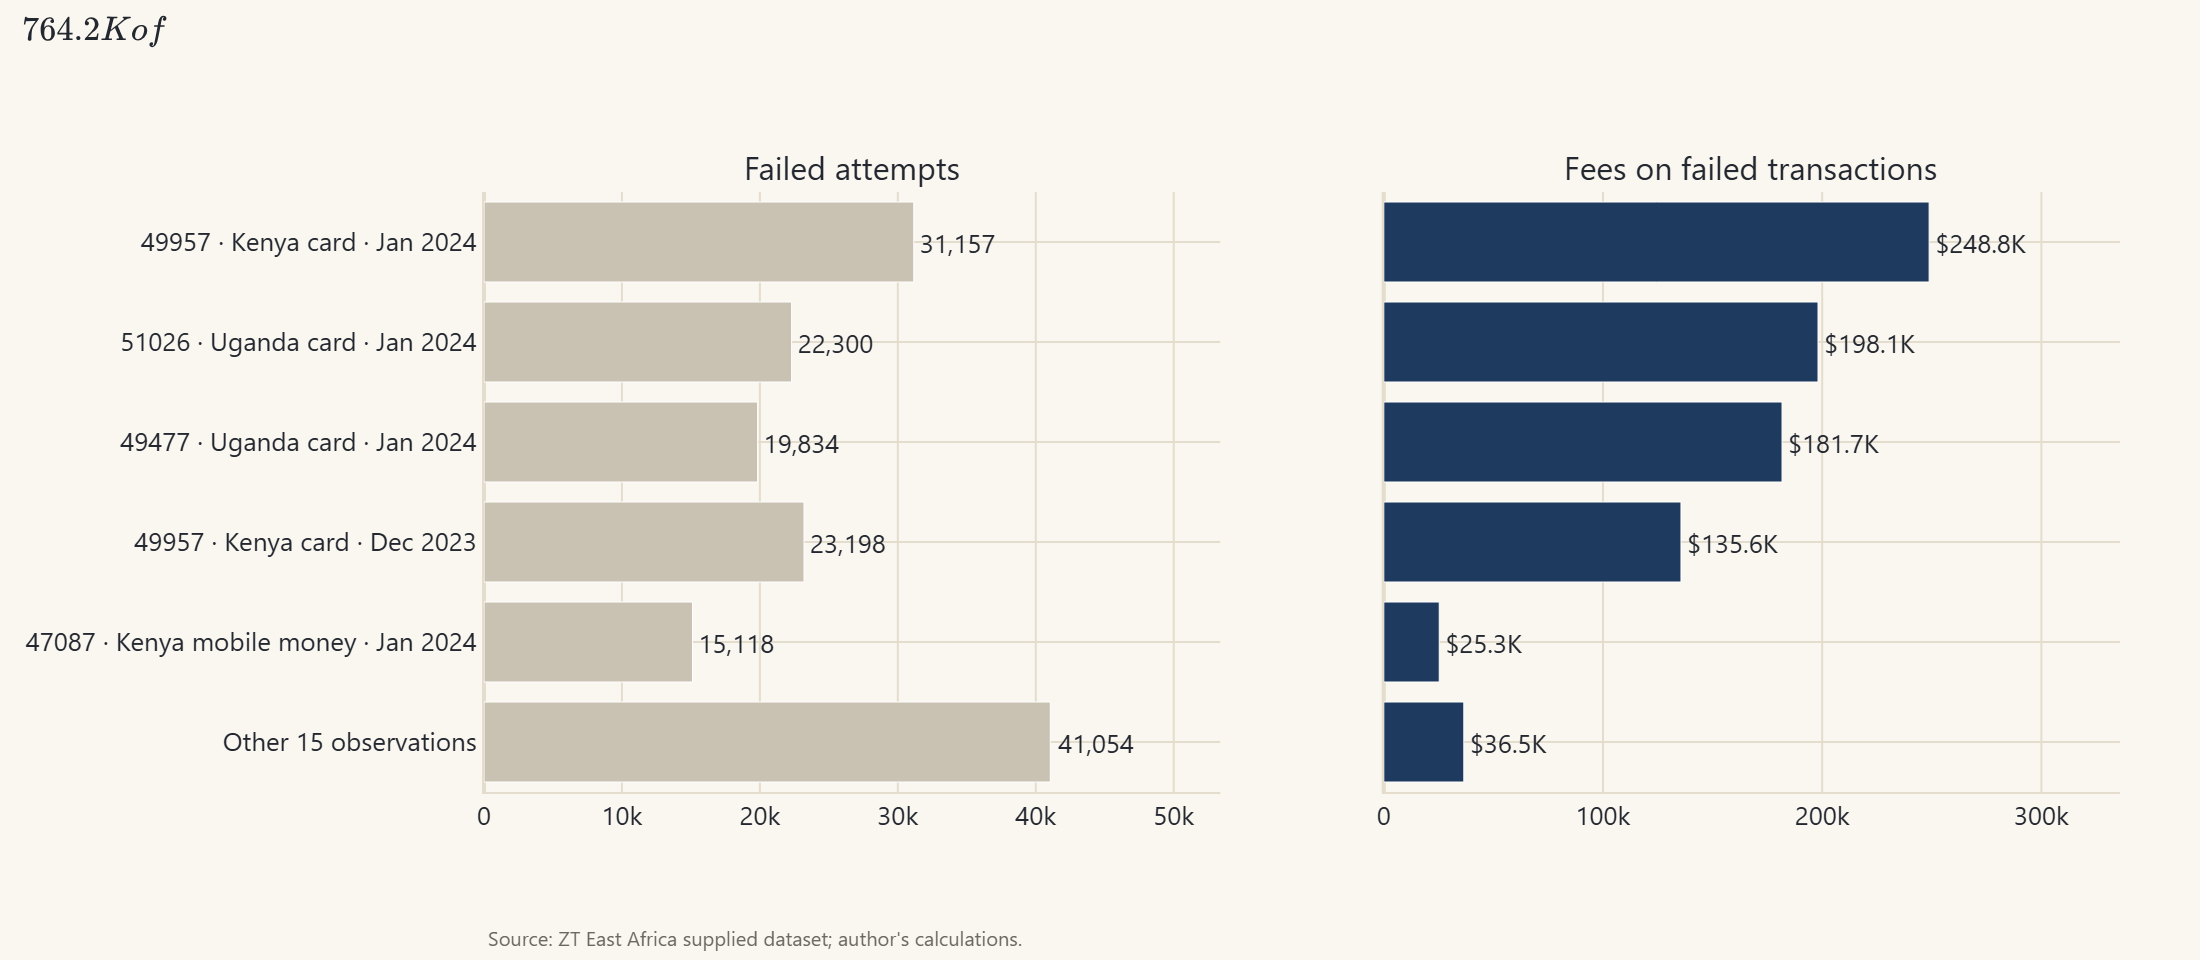 764.2Kof
Failed attempts
Fees on failed transactions
49957 · Kenya card · Jan 2024
31,157
$248.8K
51026 · Uganda card · Jan 2024
22,300
$198.1K
49477 · Uganda card · Jan 2024
19,834
$181.7K
49957 · Kenya card · Dec 2023
23,198
$135.6K
47087 · Kenya mobile money · Jan 2024
15,118
$25.3K
Other 15 observations
41,054
$36.5K
0 10k 20k 30k 40k 50k
0 100k 200k 300k
Source: ZT East Africa supplied dataset; author's calculations.